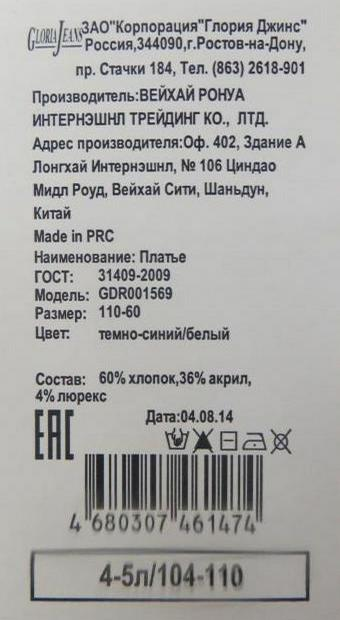 GLORIA JEANS ЗАО"Корпорация"Глория Джинс"
Россия,344090,г.Ростов-на-Дону,
пр. Стачки 184, Тел. (863) 2618-901
Производитель:ВЕЙХАЙ РОНУА
ИНТЕРНЭШНЛ ТРЕЙДИНГ КО., ЛТД.
Адрес производителя:Оф. 402, Здание А
Лонгхай Интернэшнл, № 106 Циндао
Мидл Роуд, Вейхай Сити, Шаньдун,
Китай
Made in PRC
Наименование: Платье
ГОСТ: 31409-2009
Модель: GDR001569
Размер: 110-60
Цвет: темно-синий/белый
Состав: 60% хлопок,36% акрил,
4% люрекс
Дата:04.08.14
EAC
4 680307 461474
4-5л/104-110